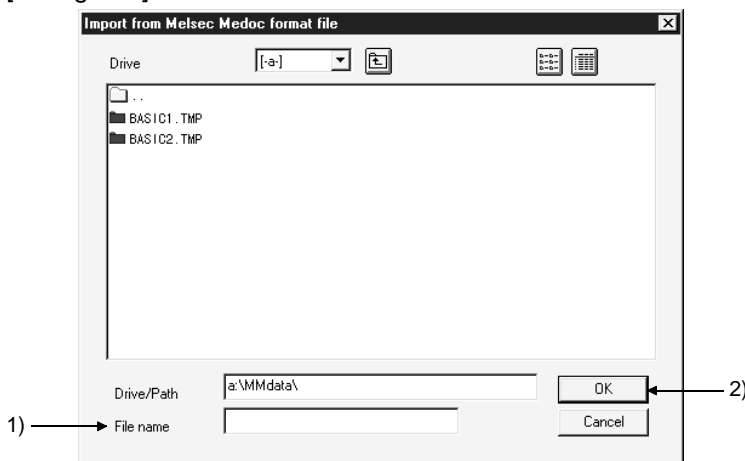 Import from Melsec Medoc format file
Drive
[-a-]
..
BASIC1.TMP
BASIC2.TMP
Drive/Path
a:\MMdata\
OK
2)
1)
File name
Cancel